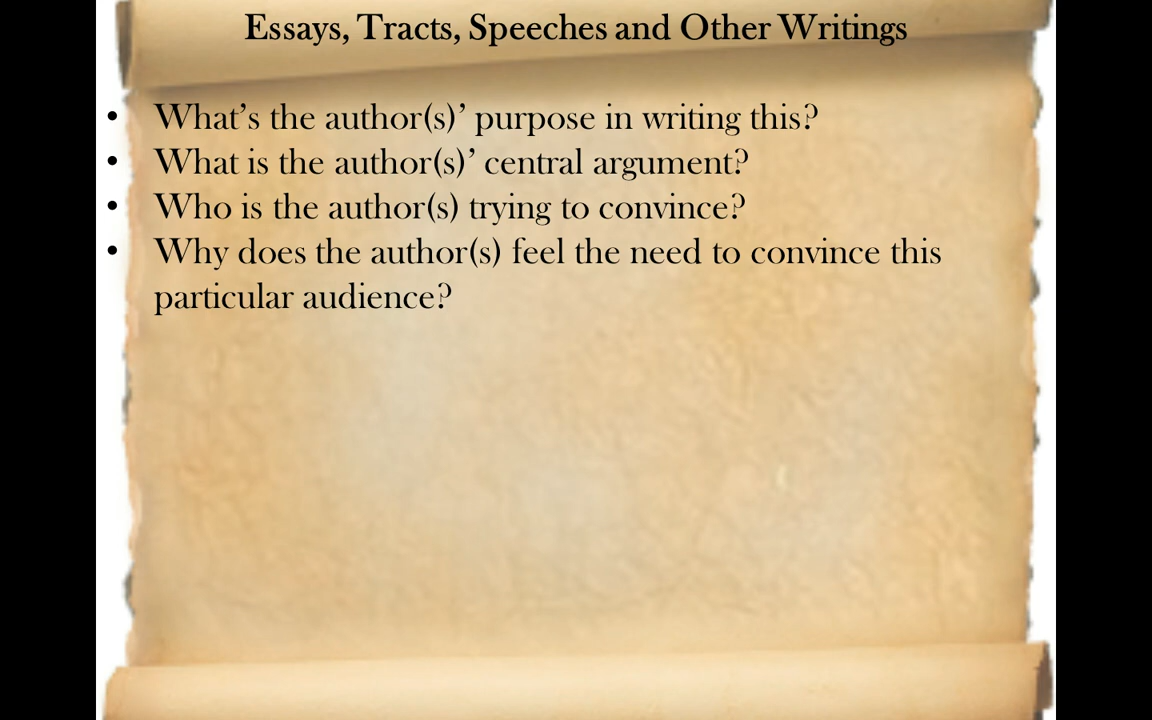 Essays, Tracts, Speeches and Other Writings
• What’s the author(s)’ purpose in writing this?
• What is the author(s)’ central argument?
• Who is the author(s) trying to convince?
• Why does the author(s) feel the need to convince this
particular audience?